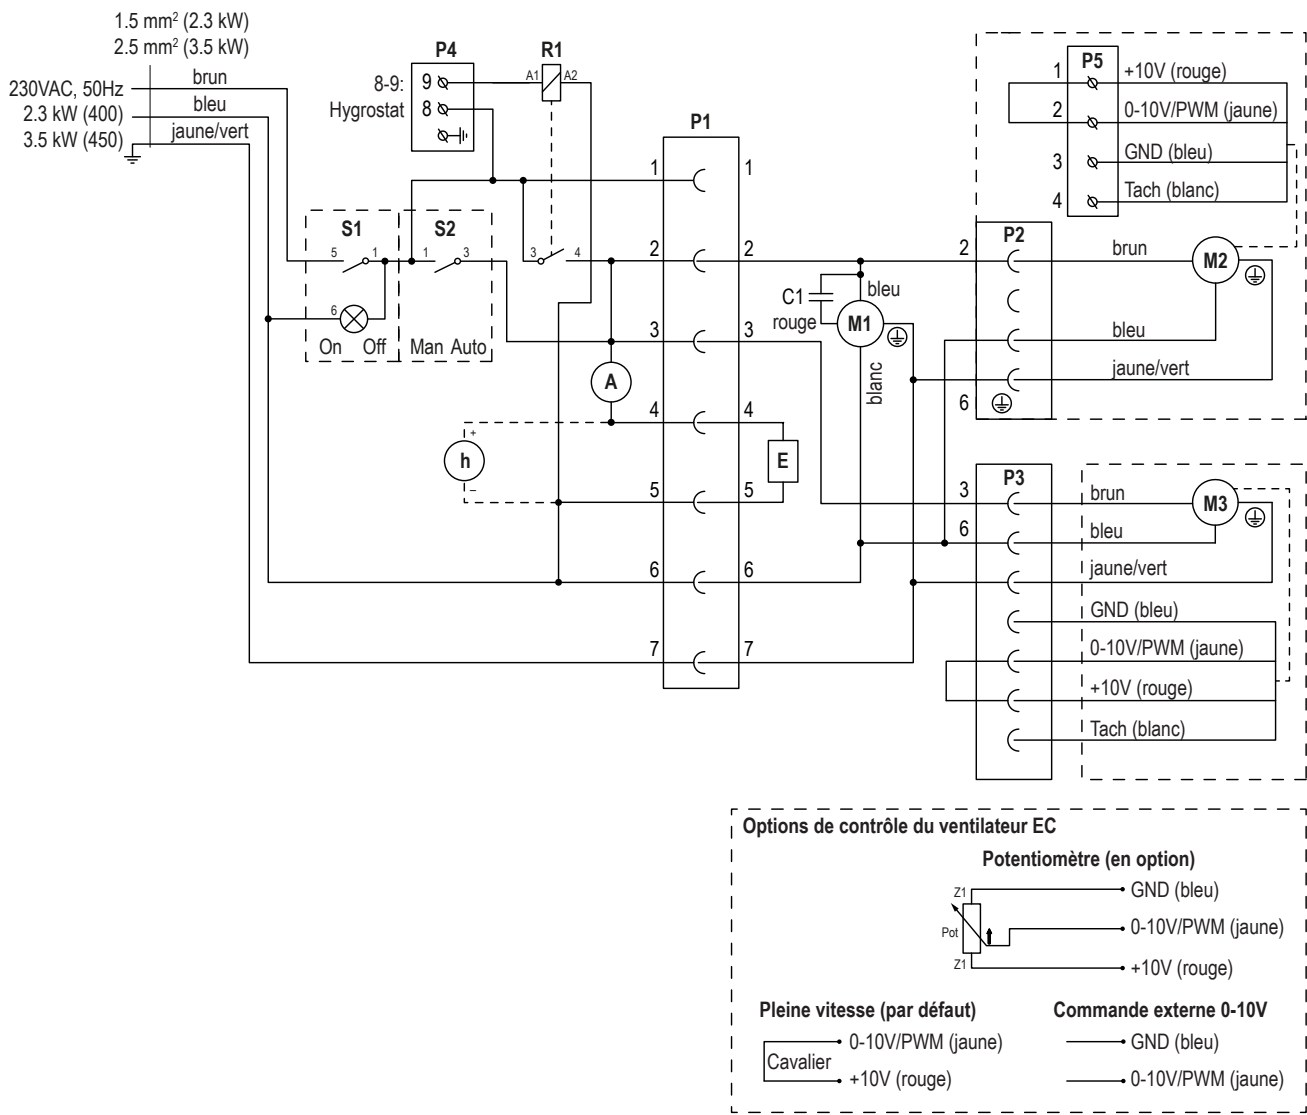 1.5 mm² (2.3 kW)
2.5 mm² (3.5 kW)
230VAC, 50Hz
2.3 kW (400)
3.5 kW (450)
brun
bleu
jaune/vert
P4
8-9:
Hygrostat
9
8
R1
A1
A2
S1
5
1
6
On
Off
S2
1
3
Man
Auto
3
4
A
h
+
–
P1
1
1
2
2
3
3
4
4
5
5
6
6
7
7
E
C1
bleu
rouge
M1
blanc
P5
1
+10V (rouge)
2
0-10V/PWM (jaune)
3
GND (bleu)
4
Tach (blanc)
P2
2
brun
M2
bleu
jaune/vert
6
P3
3
brun
M3
6
bleu
jaune/vert
GND (bleu)
0-10V/PWM (jaune)
+10V (rouge)
Tach (blanc)
Options de contrôle du ventilateur EC
Potentiomètre (en option)
Z1
GND (bleu)
Pot
0-10V/PWM (jaune)
Z1
+10V (rouge)
Pleine vitesse (par défaut)
0-10V/PWM (jaune)
Cavalier
+10V (rouge)
Commande externe 0-10V
GND (bleu)
0-10V/PWM (jaune)